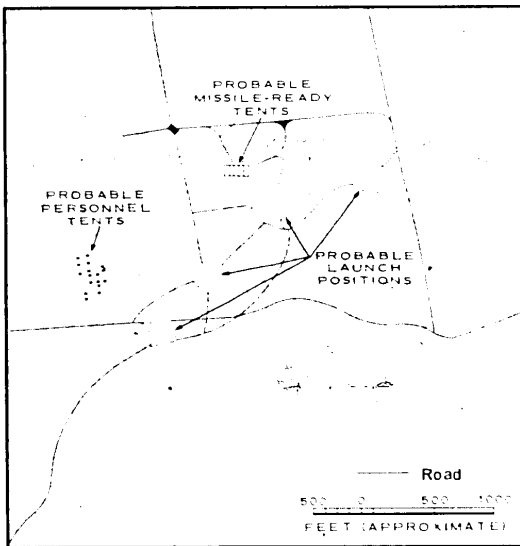 PROBABLE
MISSILE-READY
TENTS
PROBABLE
PERSONNEL
TENTS
PROBABLE
LAUNCH
POSITIONS
Road
500 0 500 1000
FEET (APPROXIMATE)